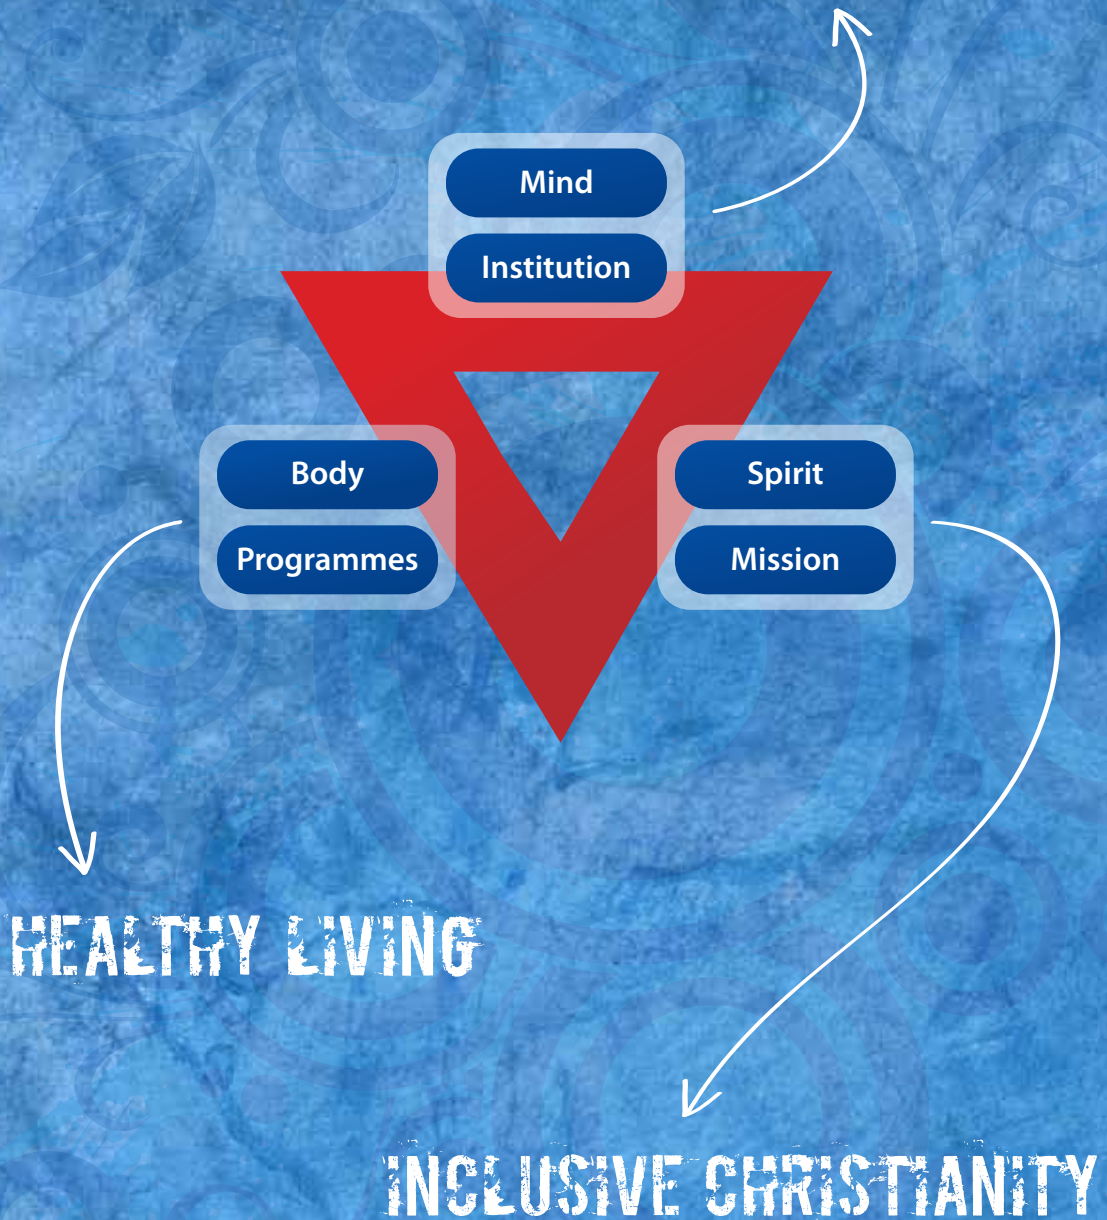 Mind
Institution
Body
Programmes
Spirit
Mission
HEALTHY LIVING
INCLUSIVE CHRISTIANITY